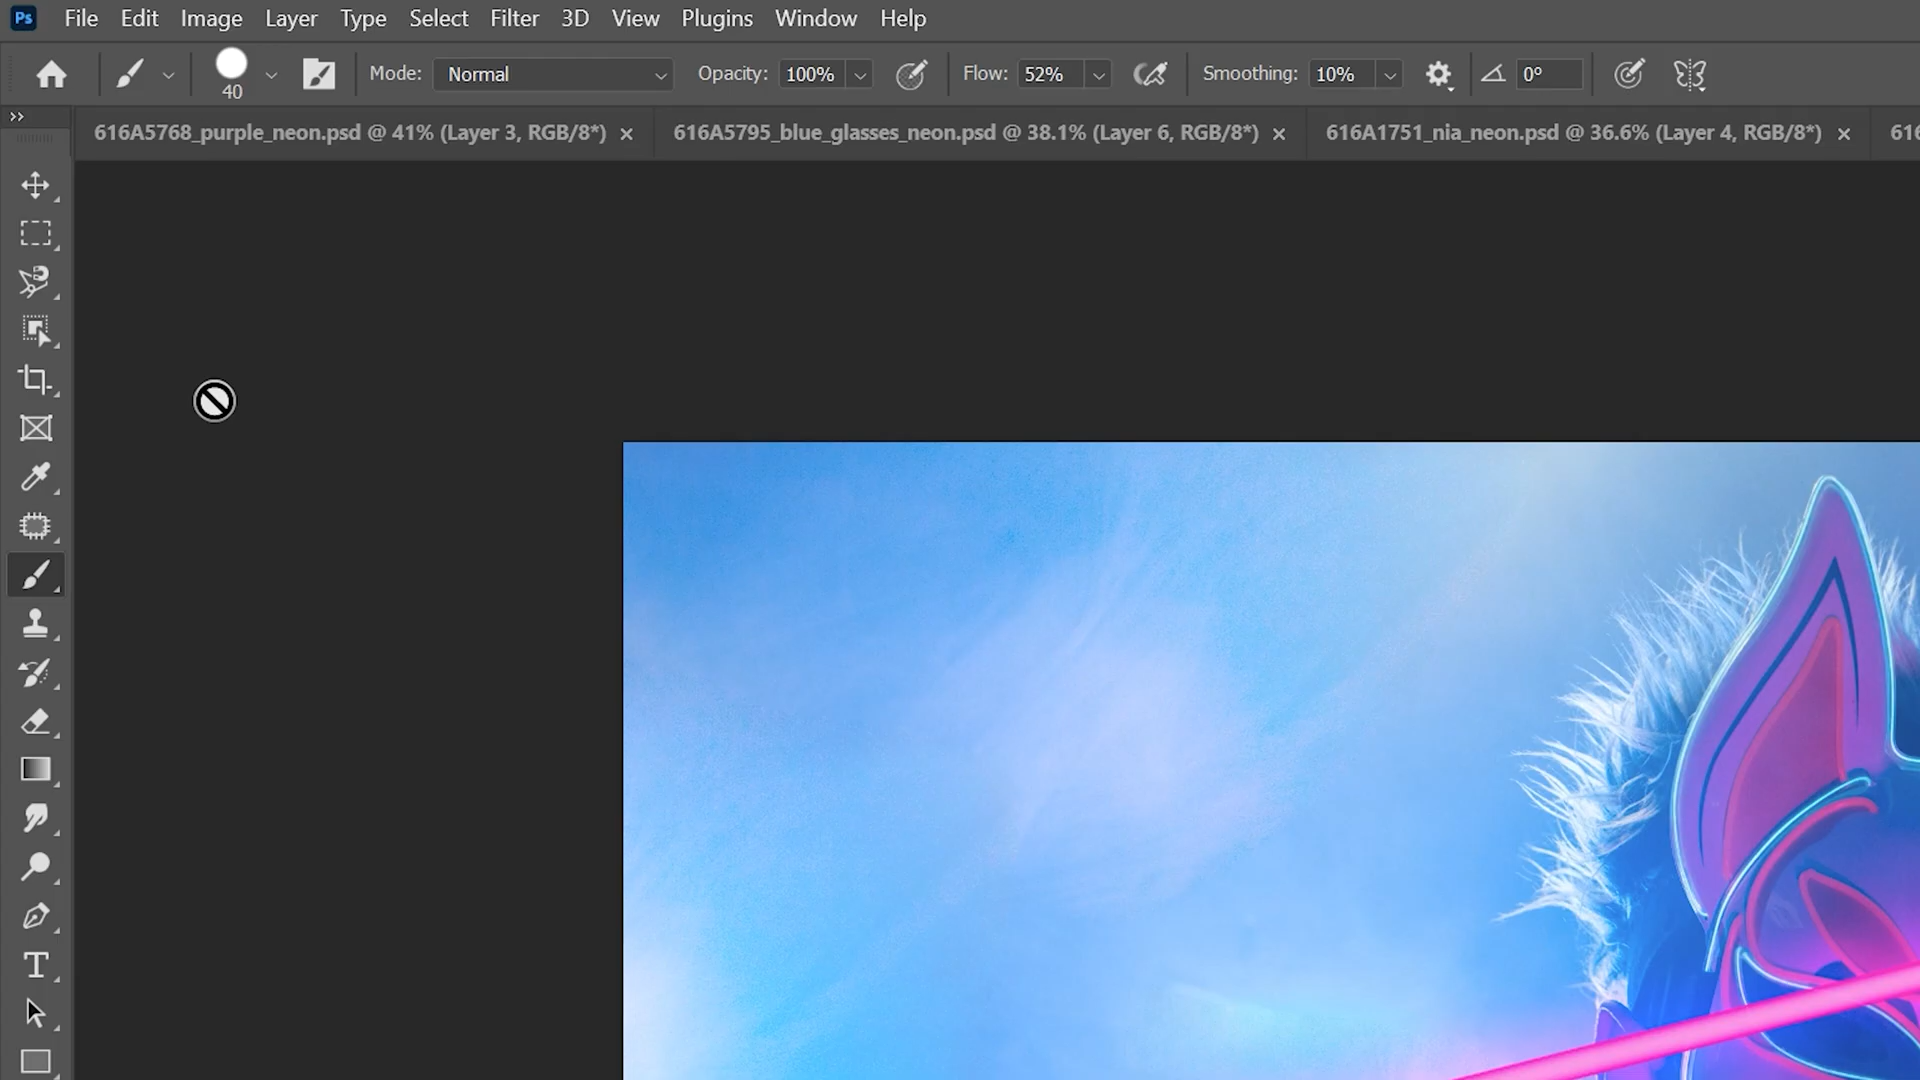 Ps File Edit Image Layer Type Select Filter 3D View Plugins Window Help
40 Mode: Normal Opacity: 100% Flow: 52% Smoothing: 10% 0°
616A5768_purple_neon.psd @ 41% (Layer 3, RGB/8*) × 616A5795_blue_glasses_neon.psd @ 38.1% (Layer 6, RGB/8*) × 616A1751_nia_neon.psd @ 36.6% (Layer 4, RGB/8*) × 616
T